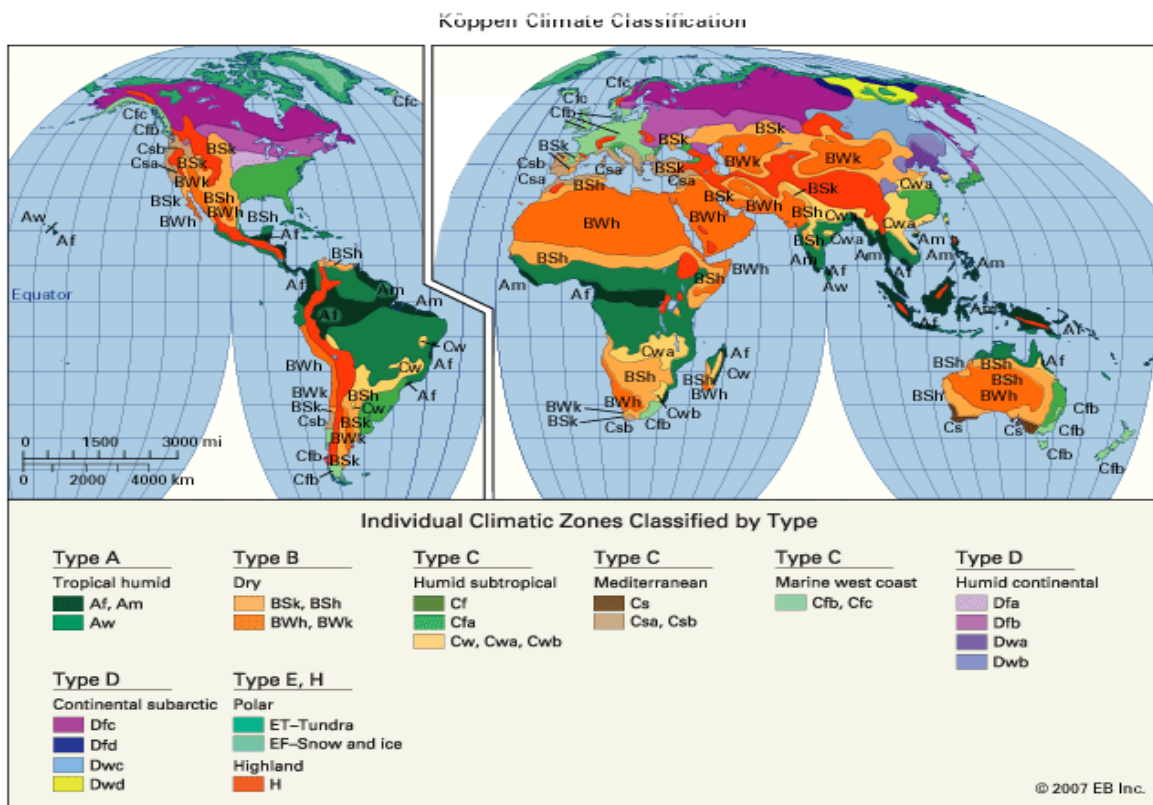 Köppen Climate Classification
Cfc
Cfb
Csb
Csa
BSk
BSk
BWk
BSk
BSh
BWh
BWh
BSh
Aw
Af
Af
BSh
Equator
Af
Am
Am
Af
Cw
BWh
Cw
Af
BWk
BSh
Af
BSk
Cw
Csb
BSk
BWk
Cfb
BSk
Cfb
0 1500 3000 mi
0 2000 4000 km
Cfc
Cfc
Cfc
Cfb
BSk
BSk
BSk
Csb
Csa
BSk
BWk
BWk
Csa
Csa
BSh
Cwa
BSk
BSk
BWh
BWh
BWh
BSh
Cwa
Cwa
BSh
Cwa
Am
Am
Am
Am
Am
BSh
BWh
BSh
Am
Af
Af
Aw
Af
Af
Af
Cwa
Af
BSh
BSh
Cw
BWh
BWk
BSk
Csb
Cfb
Cwb
BSh
BSh
Af
BSh
BSh
BWh
Cfb
Cs
Cs
Cfb
Cfb
Cfb
Individual Climatic Zones Classified by Type
Type A
Tropical humid
Af, Am
Aw
Type B
Dry
BSk, BSh
BWh, BWk
Type C
Humid subtropical
Cf
Cfa
Cw, Cwa, Cwb
Type C
Mediterranean
Cs
Csa, Csb
Type C
Marine west coast
Cfb, Cfc
Type D
Humid continental
Dfa
Dfb
Dwa
Dwb
Type D
Continental subarctic
Dfc
Dfd
Dwc
Dwd
Type E, H
Polar
ET–Tundra
EF–Snow and ice
Highland
H
© 2007 EB Inc.